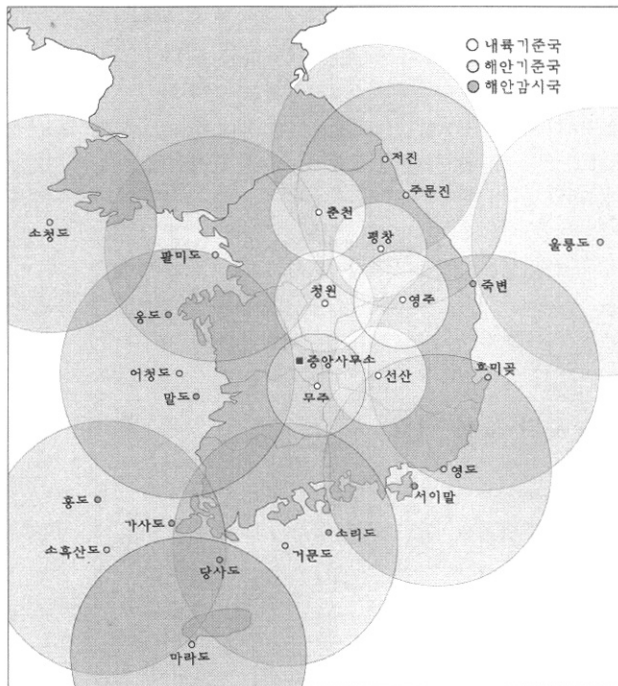 내륙기준국
해안기준국
해안감시국
저진
주문진
춘천
소청도
평창
울릉도
팔미도
죽변
청원
영주
옹도
중앙사무소
어청도
선산
호미곶
말도
무주
영도
서이말
홍도
가사도
소리도
소흑산도
거문도
당사도
마라도